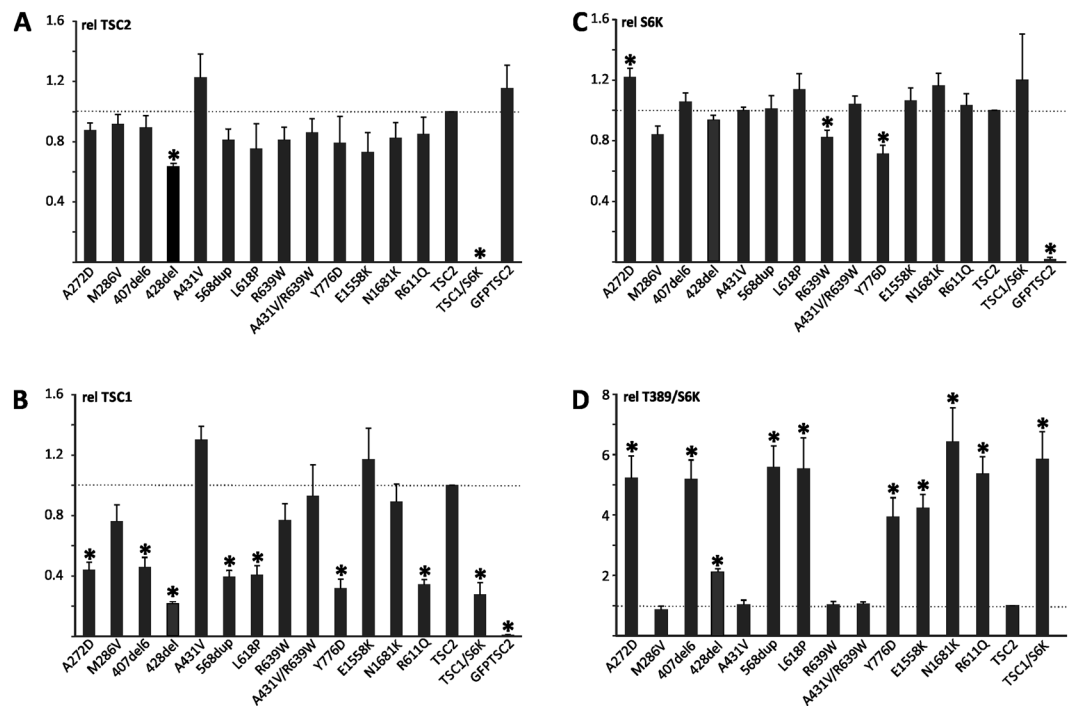 A
rel TSC2
1.6
1.2
0.8
0.4
*
*
A272D
M286V
407del6
428del
A431V
568dup
L618P
R639W
A431V/R639W
Y776D
E1558K
N1681K
R611Q
TSC2
TSC1/S6K
GFPTSC2
C
rel S6K
1.6
1.2
0.8
0.4
*
*
*
*
A272D
M286V
407del6
428del
A431V
568dup
L618P
R639W
A431V/R639W
Y776D
E1558K
N1681K
R611Q
TSC2
TSC1/S6K
GFPTSC2
B
rel TSC1
1.6
1.2
0.8
0.4
*
*
*
*
*
*
*
*
*
A272D
M286V
407del6
428del
A431V
568dup
L618P
R639W
A431V/R639W
Y776D
E1558K
N1681K
R611Q
TSC2
TSC1/S6K
GFPTSC2
D
rel T389/S6K
8
6
4
2
*
*
*
*
*
*
*
*
*
*
A272D
M286V
407del6
428del
A431V
568dup
L618P
R639W
A431V/R639W
Y776D
E1558K
N1681K
R611Q
TSC2
TSC1/S6K